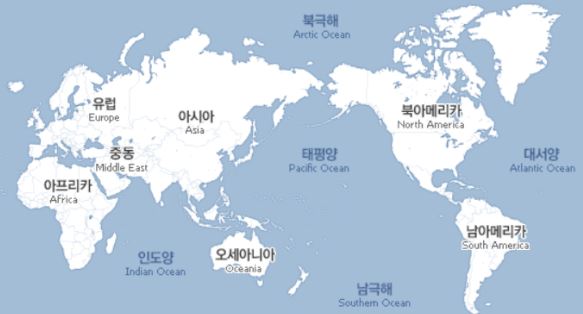 북극해
Arctic Ocean
유럽
Europe
아시아
Asia
북아메리카
North America
중동
Middle East
태평양
Pacific Ocean
대서양
Atlantic Ocean
아프리카
Africa
남아메리카
South America
인도양
Indian Ocean
오세아니아
Oceania
남극해
Southern Ocean